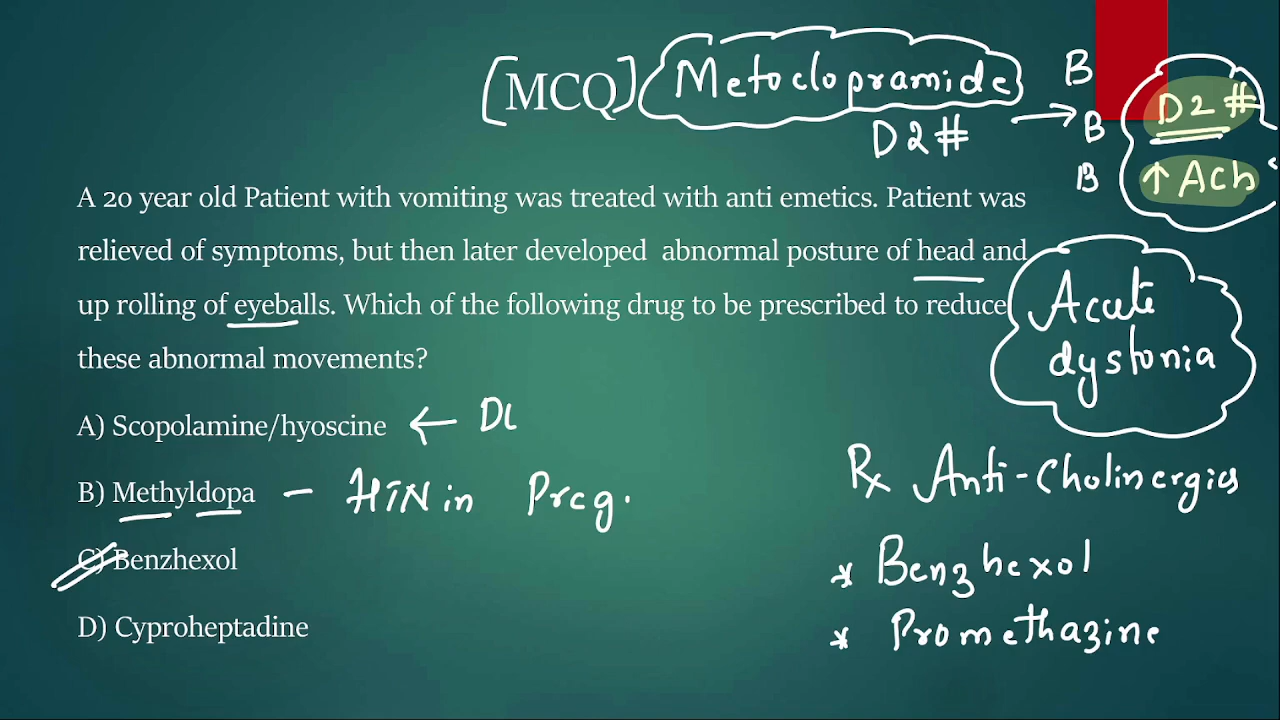 [MCQ] Metoclopramide
D2 #
→ B
B
B
D2 #
↑ Ach
A 20 year old Patient with vomiting was treated with anti emetics. Patient was
relieved of symptoms, but then later developed abnormal posture of head and
up rolling of eyeballs. Which of the following drug to be prescribed to reduce
these abnormal movements?
Acute
dystonia
A) Scopolamine/hyoscine ←
B) Methyldopa – HTN in Preg.
C) Benzhexol
D) Cyproheptadine
Rx Anti-Cholinergics
* Benzhexol
* Promethazine